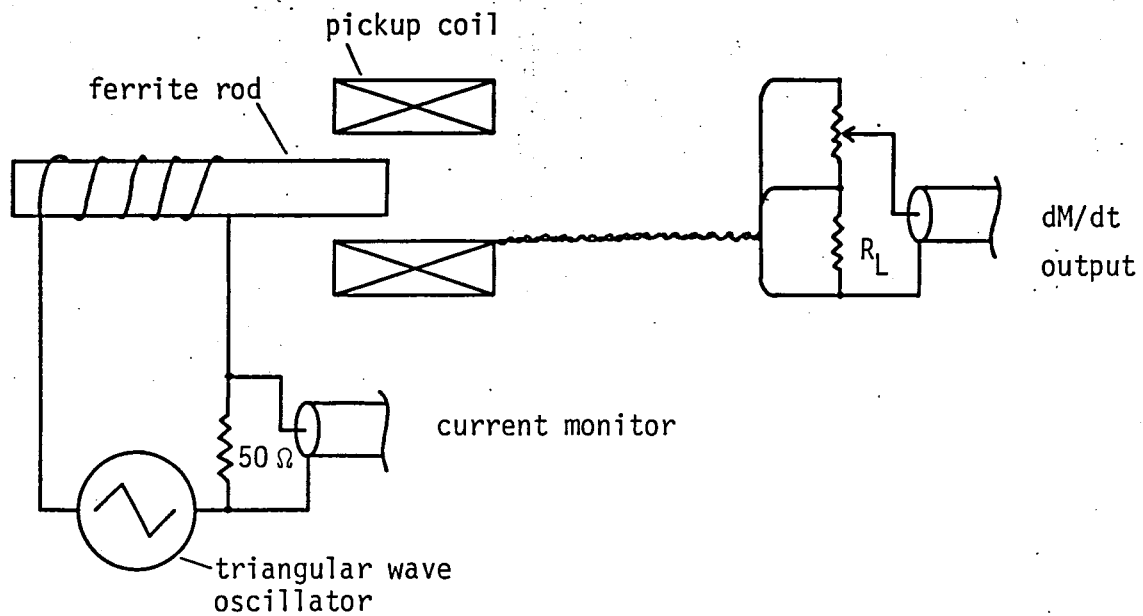 pickup coil
ferrite rod
dM/dt
output
R_L
current monitor
50 Ω
triangular wave
oscillator